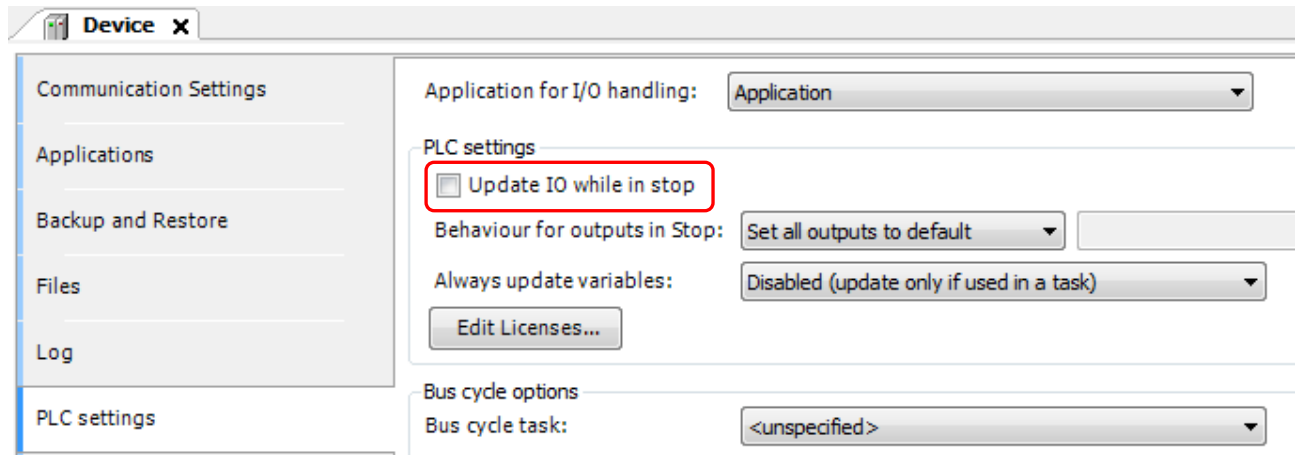 Device
Communication Settings
Applications
Backup and Restore
Files
Log
PLC settings
Application for I/O handling: Application
PLC settings
Update IO while in stop
Behaviour for outputs in Stop: Set all outputs to default
Always update variables: Disabled (update only if used in a task)
Edit Licenses...
Bus cycle options
Bus cycle task: <unspecified>